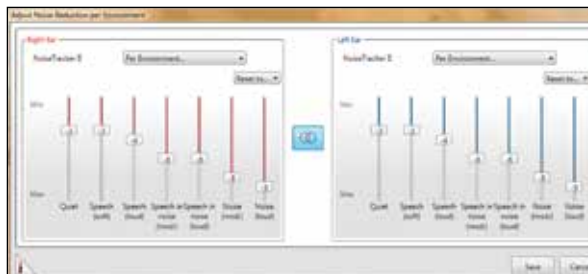 Adjust Noise Reduction per Environment
Right Ear
NoiseTracker II
Per Environment...
Reset to...
Min
Max
Quiet
Speech (soft)
Speech (loud)
Speech in noise (mod)
Speech in noise (loud)
Noise (mod)
Noise (loud)
Left Ear
NoiseTracker II
Per Environment...
Reset to...
Max
Quiet
Speech (soft)
Speech (loud)
Speech in noise (mod)
Speech in noise (loud)
Noise (mod)
Noise (loud)
Save
Cancel